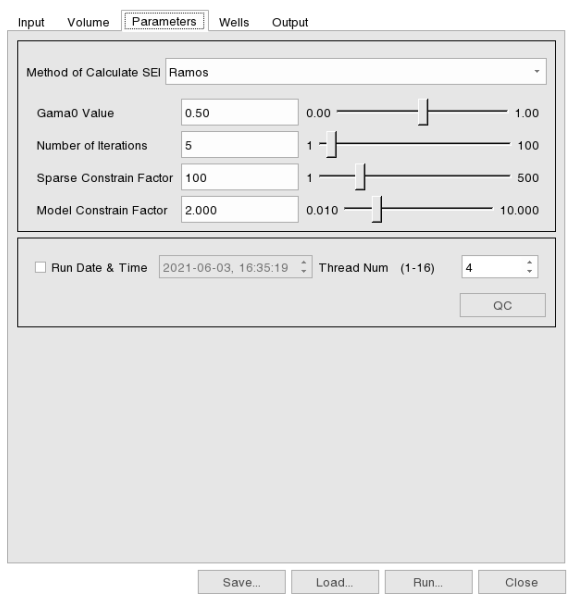 Input Volume Parameters Wells Output
Method of Calculate SEI Ramos
Gama0 Value 0.50 0.00 1.00
Number of Iterations 5 1 100
Sparse Constrain Factor 100 1 500
Model Constrain Factor 2.000 0.010 10.000
Run Date & Time 2021-06-03, 16:35:19 Thread Num (1-16) 4
QC
Save... Load... Run... Close